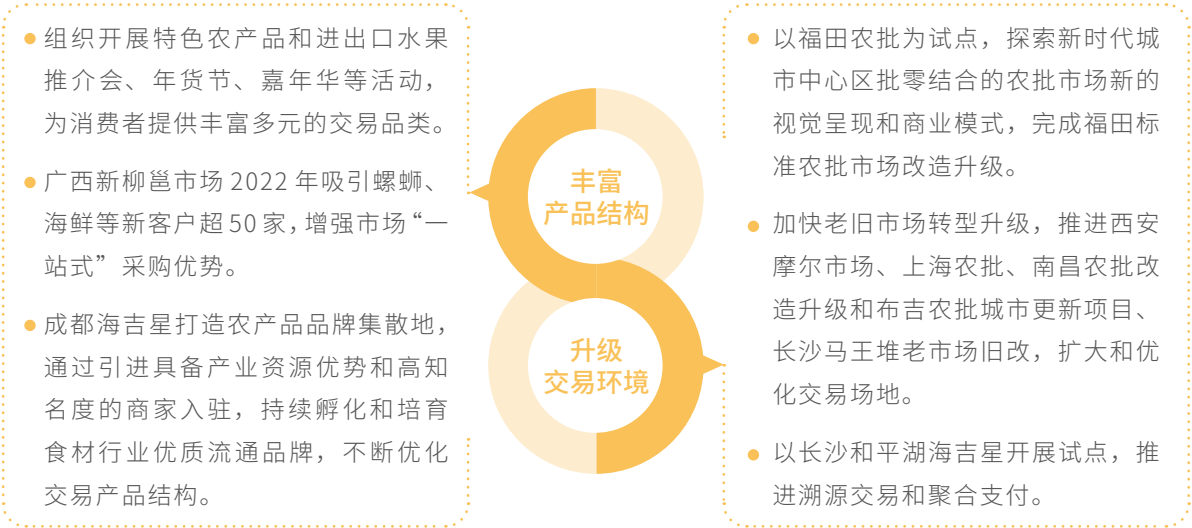 组织开展特色农产品和进出口水果
推介会、年货节、嘉年华等活动，
为消费者提供丰富多元的交易品类。
广西新柳邕市场 2022 年吸引螺蛳、
海鲜等新客户超 50 家，增强市场“一
站式”采购优势。
成都海吉星打造农产品品牌集散地，
通过引进具备产业资源优势和高知
名度的商家入驻，持续孵化和培育
食材行业优质流通品牌，不断优化
交易产品结构。
丰富
产品结构
升级
交易环境
以福田农批为试点，探索新时代城
市中心区批零结合的农批市场新的
视觉呈现和商业模式，完成福田标
准农批市场改造升级。
加快老旧市场转型升级，推进西安
摩尔市场、上海农批、南昌农批改
造升级和布吉农批城市更新项目、
长沙马王堆老市场旧改，扩大和优
化交易场地。
以长沙和平湖海吉星开展试点，推
进溯源交易和聚合支付。